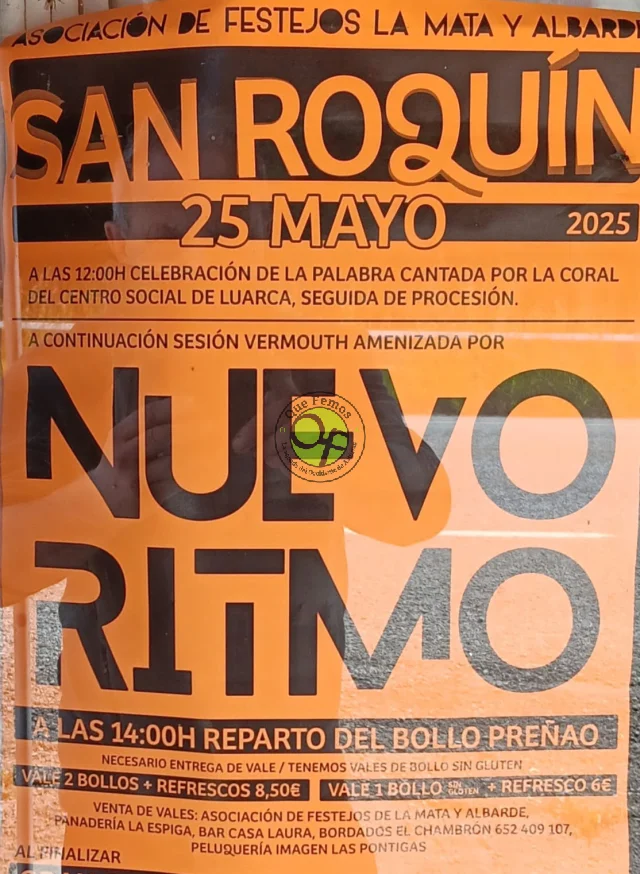 ASOCIACIÓN DE FESTEJOS LA MATA Y ALBARDE
SAN ROQUÍN
25 MAYO 2025
A LAS 12:00H CELEBRACIÓN DE LA PALABRA CANTADA POR LA CORAL
DEL CENTRO SOCIAL DE LUARCA, SEGUIDA DE PROCESIÓN.
A CONTINUACIÓN SESIÓN VERMOUTH AMENIZADA POR
NUEVO
Que Femos
RITMO
A LAS 14:00H REPARTO DEL BOLLO PREÑAO
NECESARIO ENTREGA DE VALE / TENEMOS VALES DE BOLLO SIN GLUTEN
VALE 2 BOLLOS + REFRESCOS 8,50€ VALE 1 BOLLO SIN GLUTEN + REFRESCO 6€
VENTA DE VALES: ASOCIACIÓN DE FESTEJOS DE LA MATA Y ALBARDE,
PANADERÍA LA ESPIGA, BAR CASA LAURA, BORDADOS EL CHAMBRÓN 652 409 107,
PELUQUERÍA IMAGEN LAS PONTIGAS
AL FINALIZAR